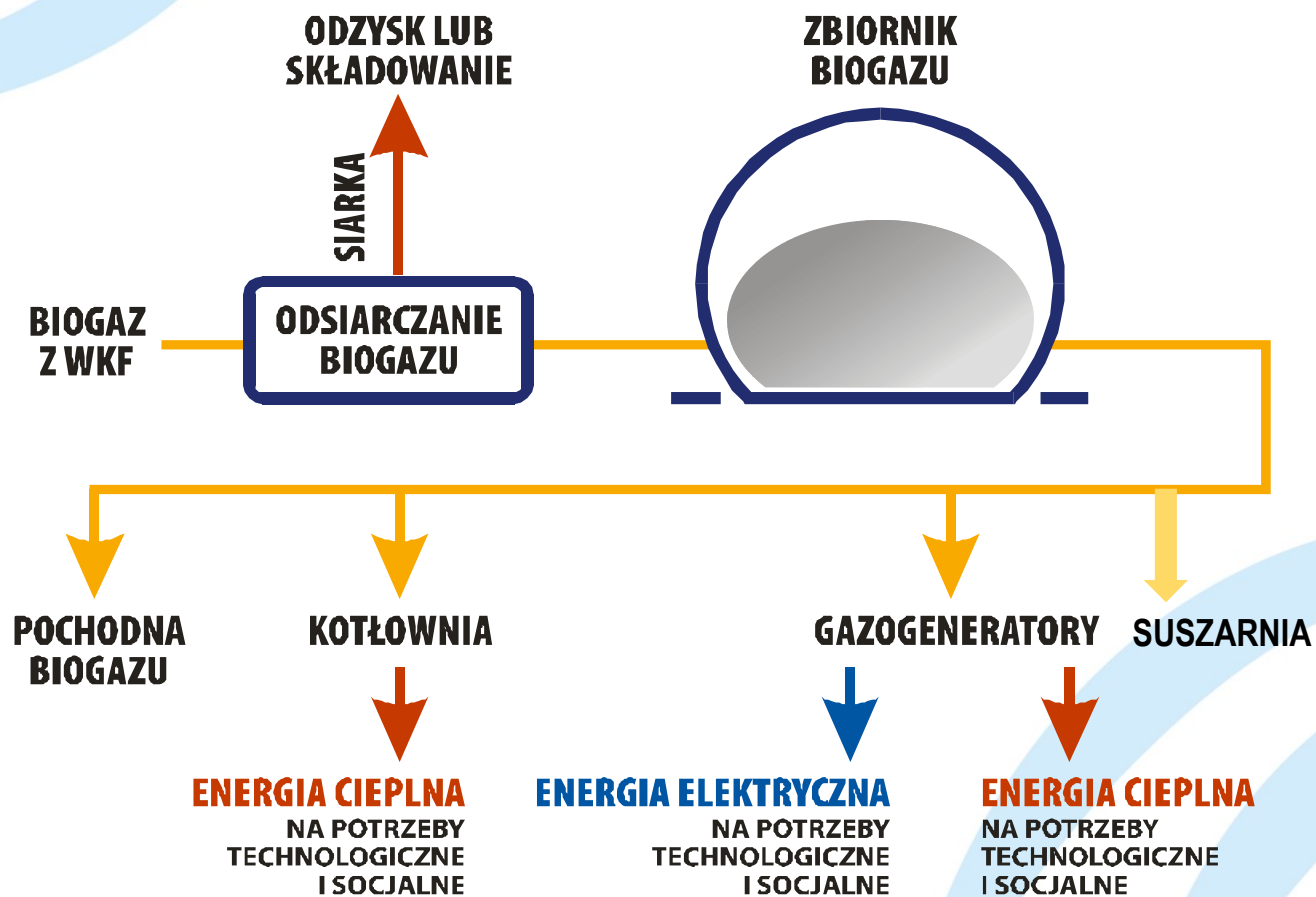 ODZYSK LUB
SKŁADOWANIE
ZBIORNIK
BIOGAZU
SIARKA
BIOGAZ
Z WKF
ODSIARCZANIE
BIOGAZU
POCHODNA
BIOGAZU
KOTŁOWNIA
GAZOGENERATORY
SUSZARNIA
ENERGIA CIEPLNA
NA POTRZEBY
TECHNOLOGICZNE
I SOCJALNE
ENERGIA ELEKTRYCZNA
NA POTRZEBY
TECHNOLOGICZNE
I SOCJALNE
ENERGIA CIEPLNA
NA POTRZEBY
TECHNOLOGICZNE
I SOCJALNE